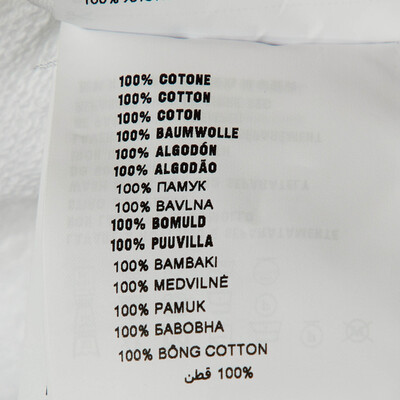 100% COTONE
100% COTTON
100% COTON
100% BAUMWOLLE
100% ALGODÓN
100% ALGODÃO
100% ПАМУК
100% BAVLNA
100% BOMULD
100% PUUVILLA
100% BAMBAKI
100% MEDVILNÉ
100% PAMUK
100% БАВОВНА
100% BÔNG COTTON
100% قطن